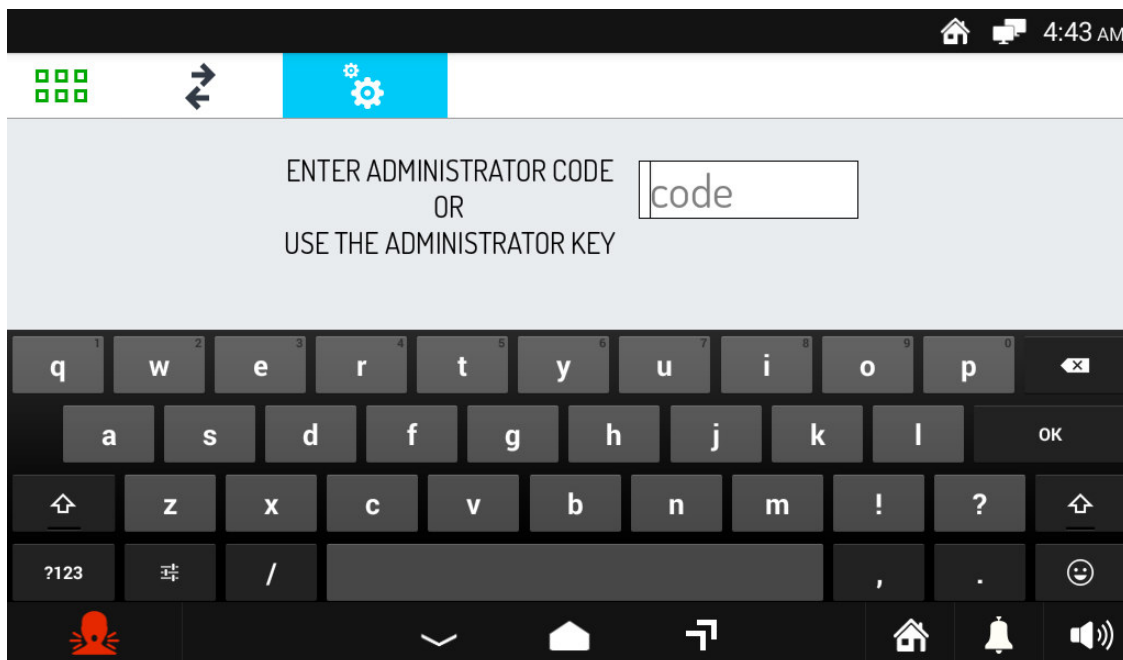 4:43 AM
ENTER ADMINISTRATOR CODE
OR
USE THE ADMINISTRATOR KEY
code
q 1 w 2 e 3 r 4 t 5 y 6 u 7 i 8 o 9 p 0
a s d f g h j k l OK
z x c v b n m ! ?
?123 / , .